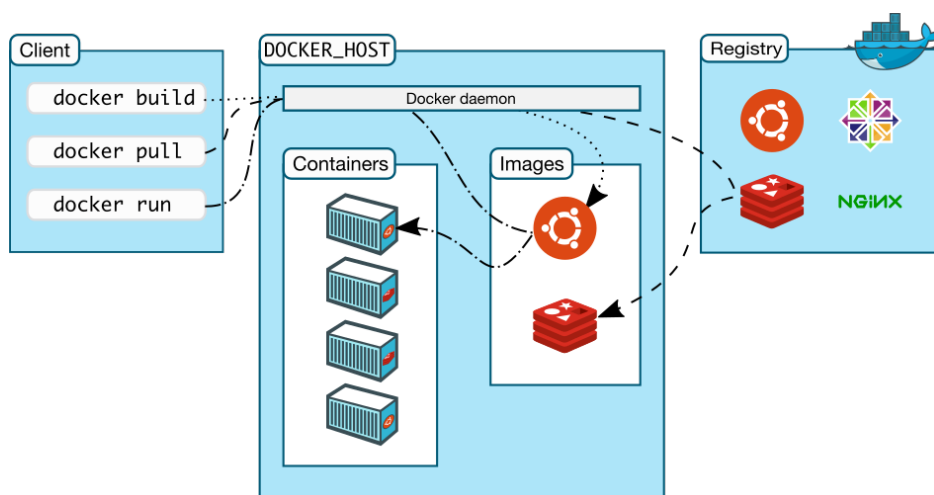 Client
docker build
docker pull
docker run
DOCKER_HOST
Docker daemon
Containers
Images
Registry
NGiNX